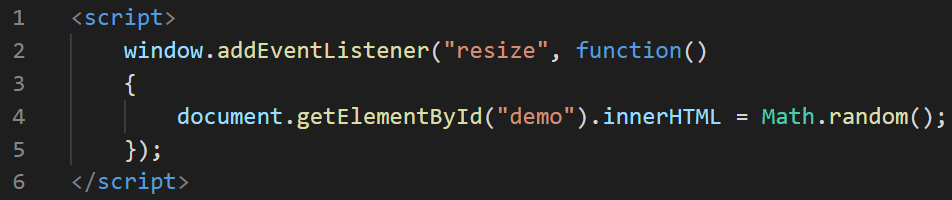 1 <script>
2 window.addEventListener("resize", function()
3 {
4 document.getElementById("demo").innerHTML = Math.random();
5 });
6 </script>